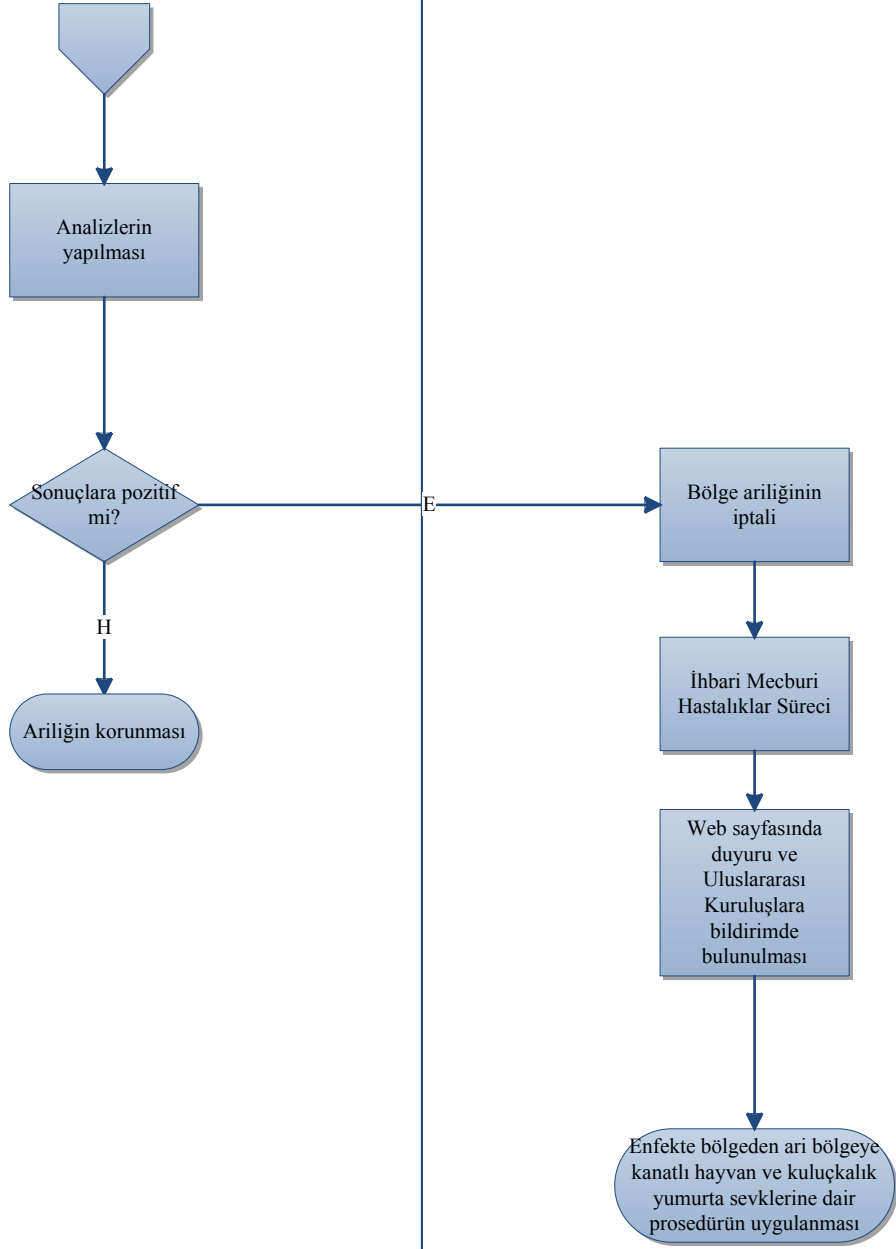 Analizlerin
yapılması
Sonuçlara pozitif
mi?
E
Bölge ariliğinin
iptali
H
İhbari Mecburi
Hastalıklar Süreci
Ariliğin korunması
Web sayfasında
duyuru ve
Uluslararası
Kuruluşlara
bildirimde
bulunulması
Enfekte bölgeden ari bölgeye
kanatlı hayvan ve kuluçkalık
yumurta sevklerine dair
prosedürün uygulanması